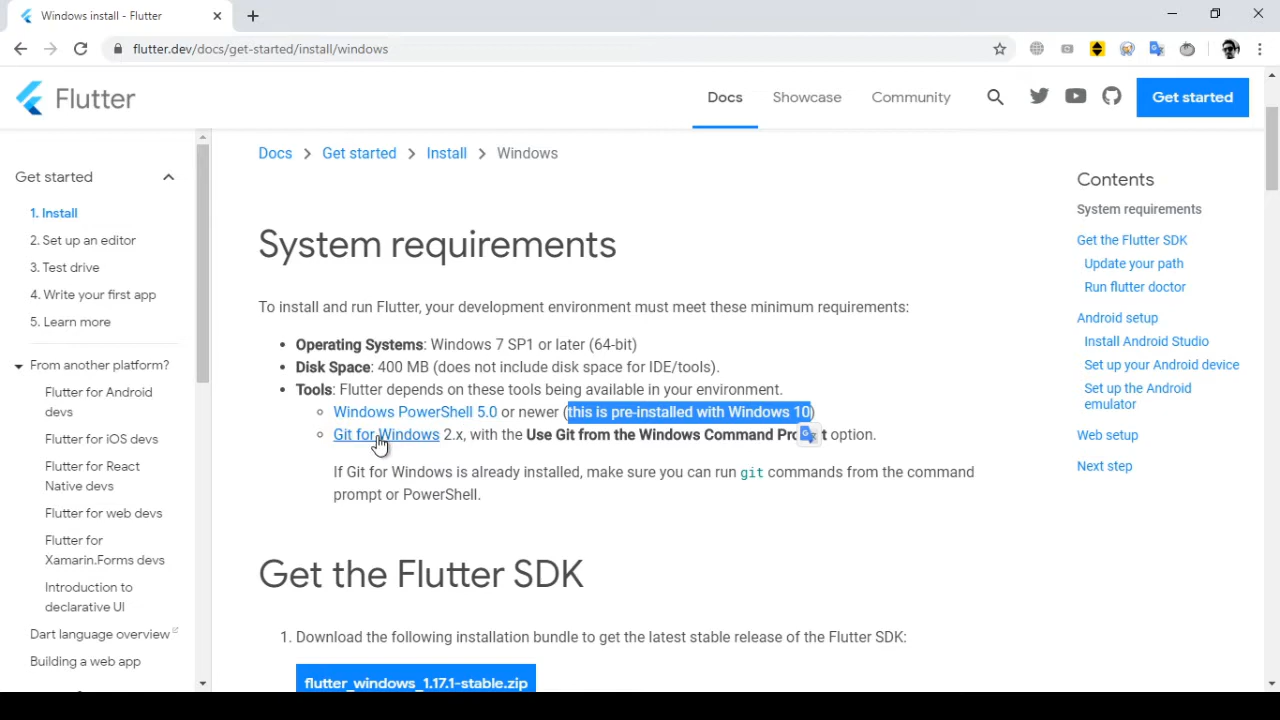 Windows install - Flutter
flutter.dev/docs/get-started/install/windows
Flutter
Docs
Showcase
Community
Get started
Get started
1. Install
2. Set up an editor
3. Test drive
4. Write your first app
5. Learn more
From another platform?
Flutter for Android
devs
Flutter for iOS devs
Flutter for React
Native devs
Flutter for web devs
Flutter for
Xamarin.Forms devs
Introduction to
declarative UI
Dart language overview
Building a web app
Docs > Get started > Install > Windows
System requirements
To install and run Flutter, your development environment must meet these minimum requirements:
• Operating Systems: Windows 7 SP1 or later (64-bit)
• Disk Space: 400 MB (does not include disk space for IDE/tools).
• Tools: Flutter depends on these tools being available in your environment.
Windows PowerShell 5.0 or newer (this is pre-installed with Windows 10)
Git for Windows 2.x, with the Use Git from the Windows Command Pro t option.
If Git for Windows is already installed, make sure you can run git commands from the command
prompt or PowerShell.
Get the Flutter SDK
1. Download the following installation bundle to get the latest stable release of the Flutter SDK:
flutter_windows_1.17.1-stable.zip
Contents
System requirements
Get the Flutter SDK
Update your path
Run flutter doctor
Android setup
Install Android Studio
Set up your Android device
Set up the Android
emulator
Web setup
Next step